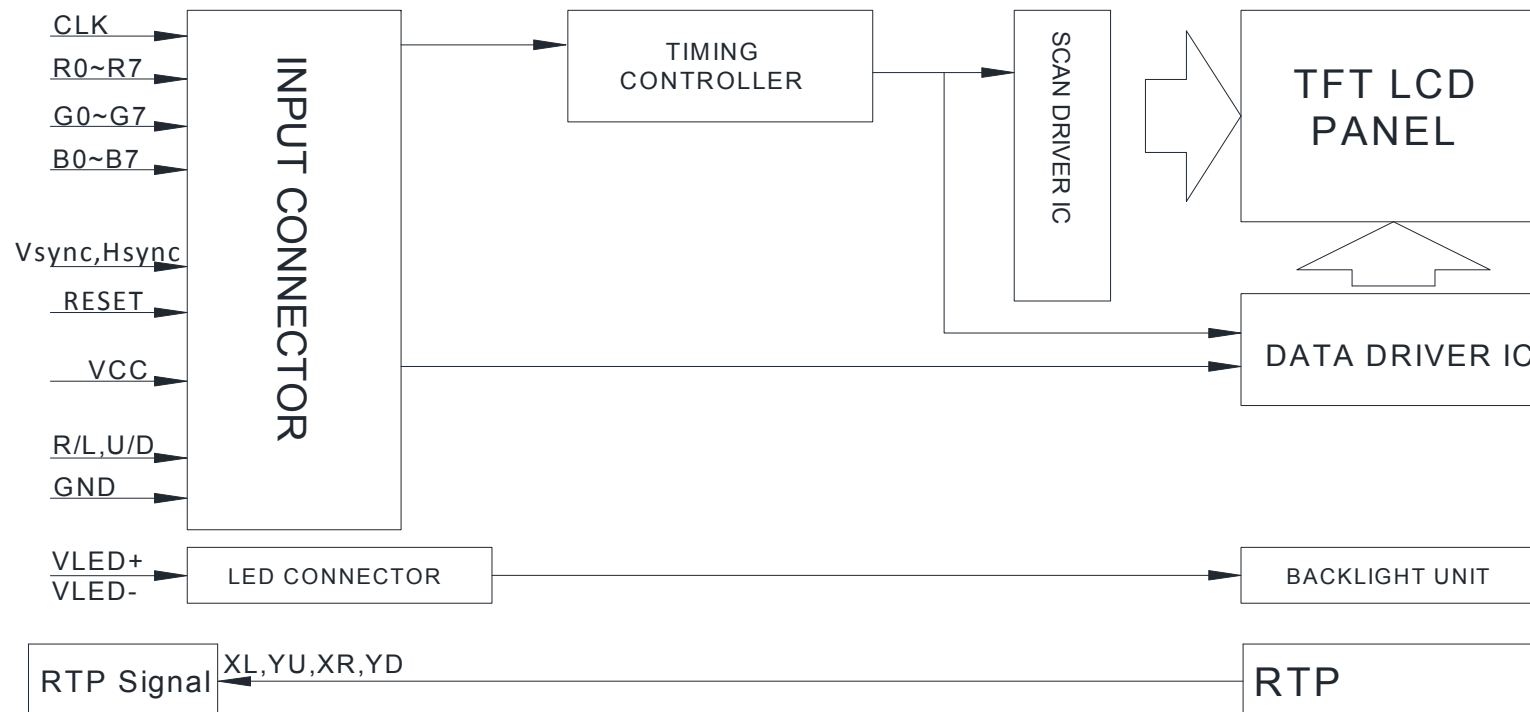 CLK
R0~R7
G0~G7
B0~B7
Vsync,Hsync
RESET
VCC
R/L,U/D
GND
INPUT CONNECTOR
TIMING
CONTROLLER
SCAN DRIVER IC
TFT LCD
PANEL
DATA DRIVER IC
VLED+
VLED-
LED CONNECTOR
BACKLIGHT UNIT
RTP Signal
XL,YU,XR,YD
RTP